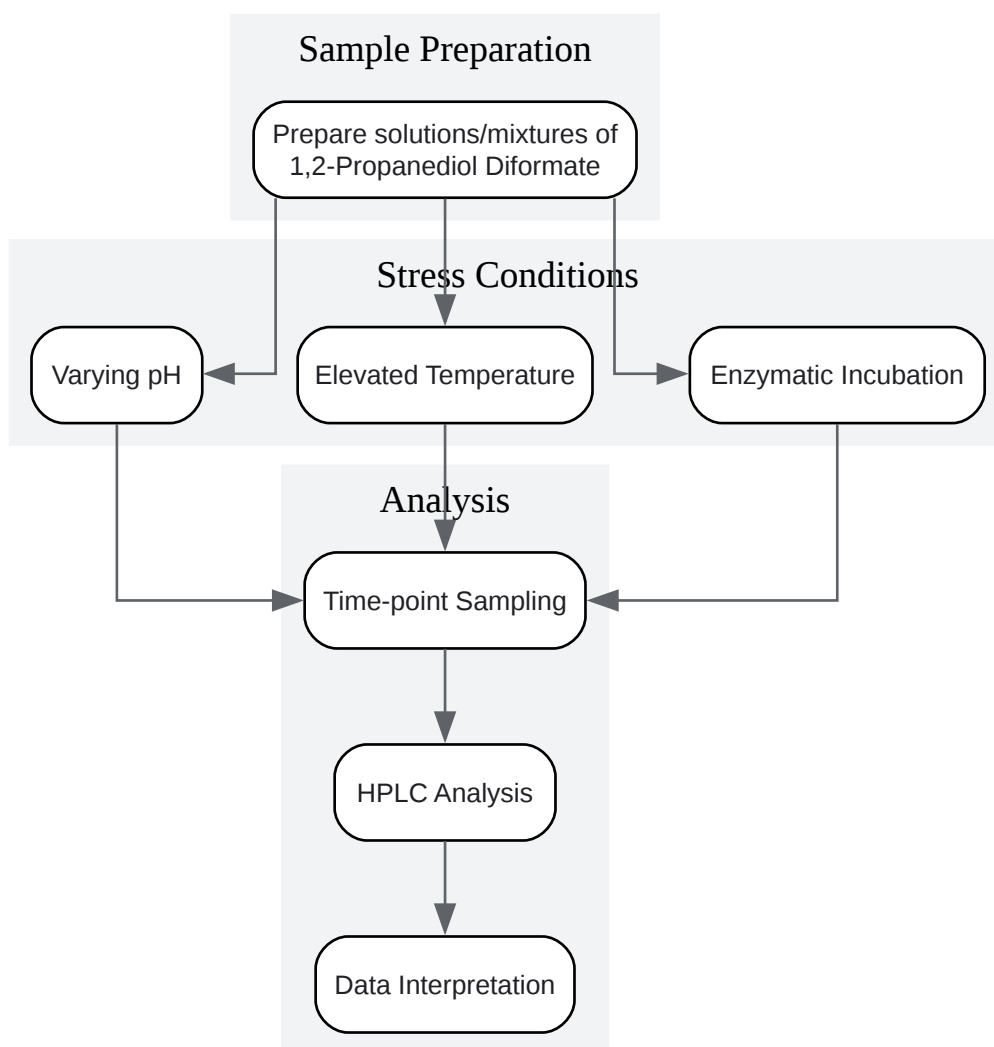 Sample Preparation
Prepare solutions/mixtures of
1,2-Propanediol Diformate
Stress Conditions
Varying pH
Elevated Temperature
Enzymatic Incubation
Analysis
Time-point Sampling
HPLC Analysis
Data Interpretation